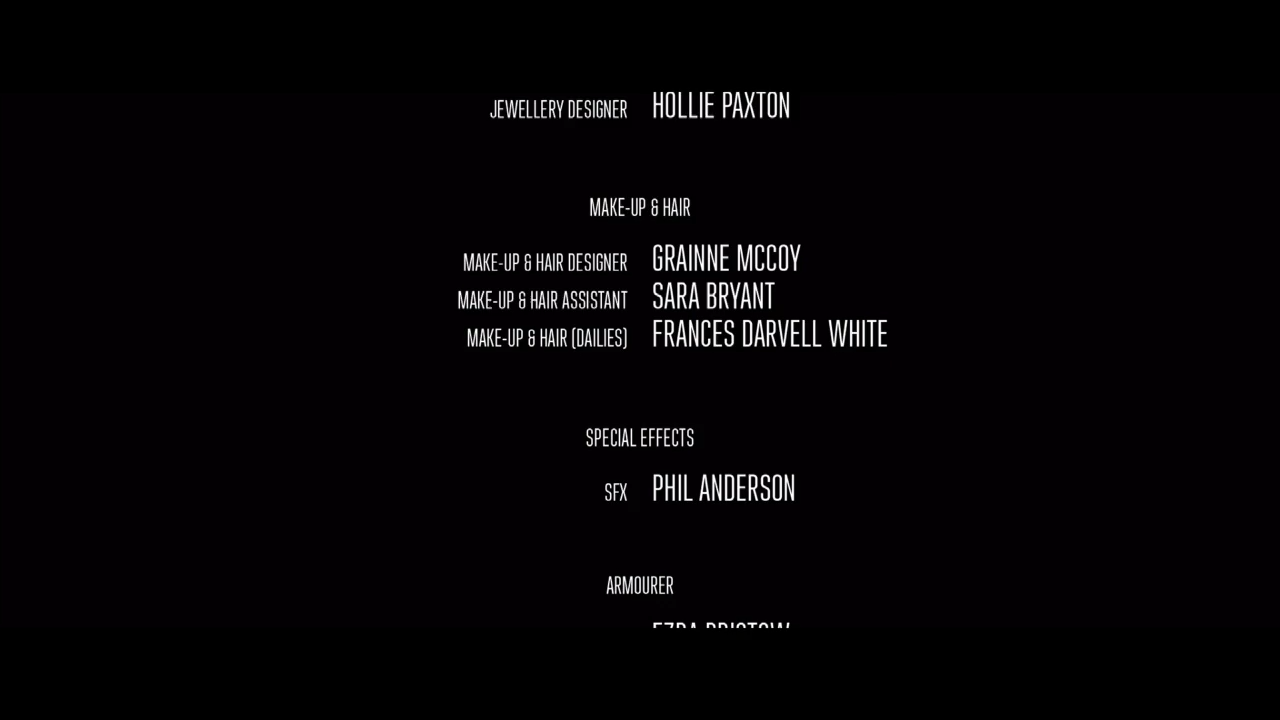 JEWELLERY DESIGNER HOLLIE PAXTON
MAKE-UP & HAIR
MAKE-UP & HAIR DESIGNER GRAINNE MCCOY
MAKE-UP & HAIR ASSISTANT SARA BRYANT
MAKE-UP & HAIR (DAILIES) FRANCES DARVELL WHITE
SPECIAL EFFECTS
SFX PHIL ANDERSON
ARMOURER